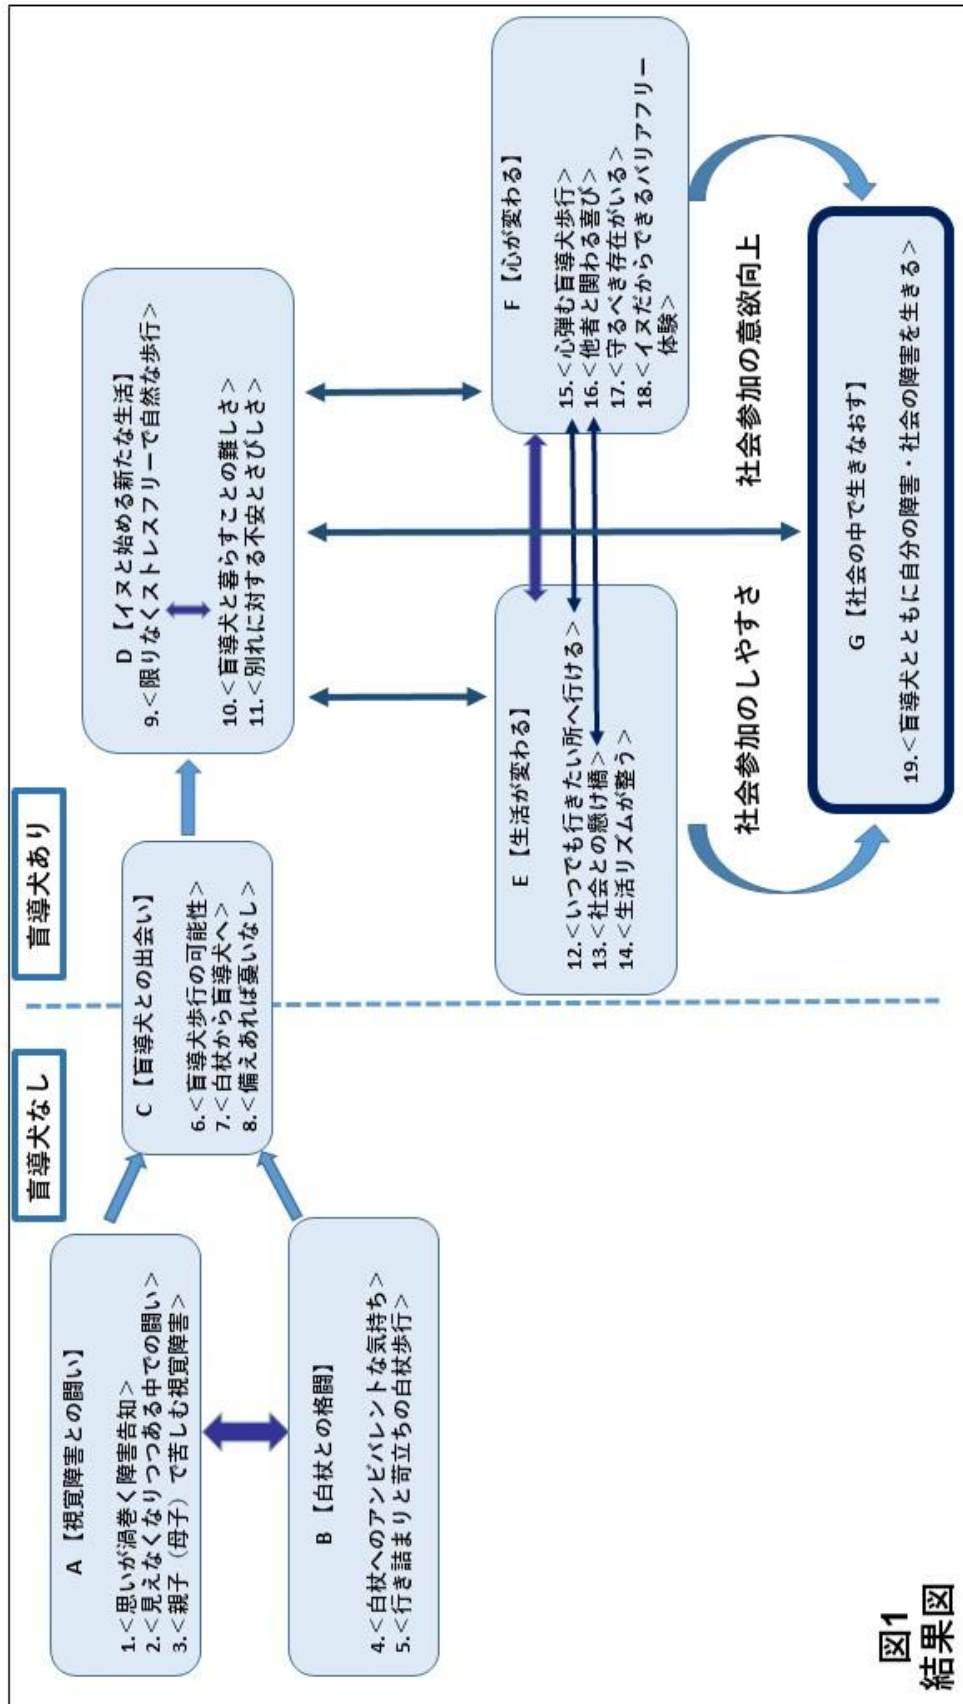 盲導犬なし
盲導犬あり
A 【視覚障害との闘い】
1.＜思いが渦巻く障害告知＞
2.＜見えなくなりつつある中での闘い＞
3.＜親子（母子）で苦しむ視覚障害＞
B 【白杖との格闘】
4.＜白杖へのアンビバレントな気持ち＞
5.＜行き詰まりと苛立ちの白杖歩行＞
C 【盲導犬との出会い】
6.＜盲導犬歩行の可能性＞
7.＜白杖から盲導犬へ＞
8.＜備えあれば憂いなし＞
D 【イヌと始める新たな生活】
9.＜限りなくストレスフリーで自然な歩行＞
10.＜盲導犬と暮らすことの難しさ＞
11.＜別れに対する不安とさびしさ＞
E 【生活が変わる】
12.＜いつでも行きたい所へ行ける＞
13.＜社会との懸け橋＞
14.＜生活リズムが整う＞
F 【心が変わる】
15.＜心弾む盲導犬歩行＞
16.＜他者と関わる喜び＞
17.＜守るべき存在がいる＞
18.＜イヌだからできるバリアフリー
体験＞
社会参加のしやすさ
社会参加の意欲向上
G 【社会の中で生きなおす】
19.＜盲導犬とともに自分の障害・社会の障害を生きる＞
図1
結果図